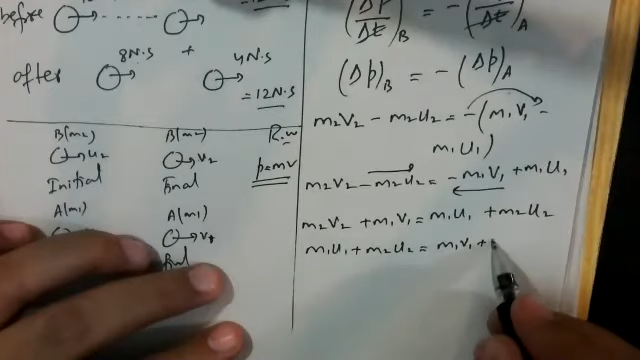 before
8N.S + 4N.S
after = 12N.S
B(m2) B(m2) R.w
u2 v2 p=mv
Initial Final
A(m1) A(m1)
v1
(Δp/Δt)B = -(Δp/Δt)A
(Δp)B = -(Δp)A
m2v2 - m2u2 = -(m1v1 -
m1u1)
m2v2 - m2u2 = -m1v1 + m1u1
m2v2 + m1v1 = m1u1 + m2u2
m1u1 + m2u2 = m1v1 +